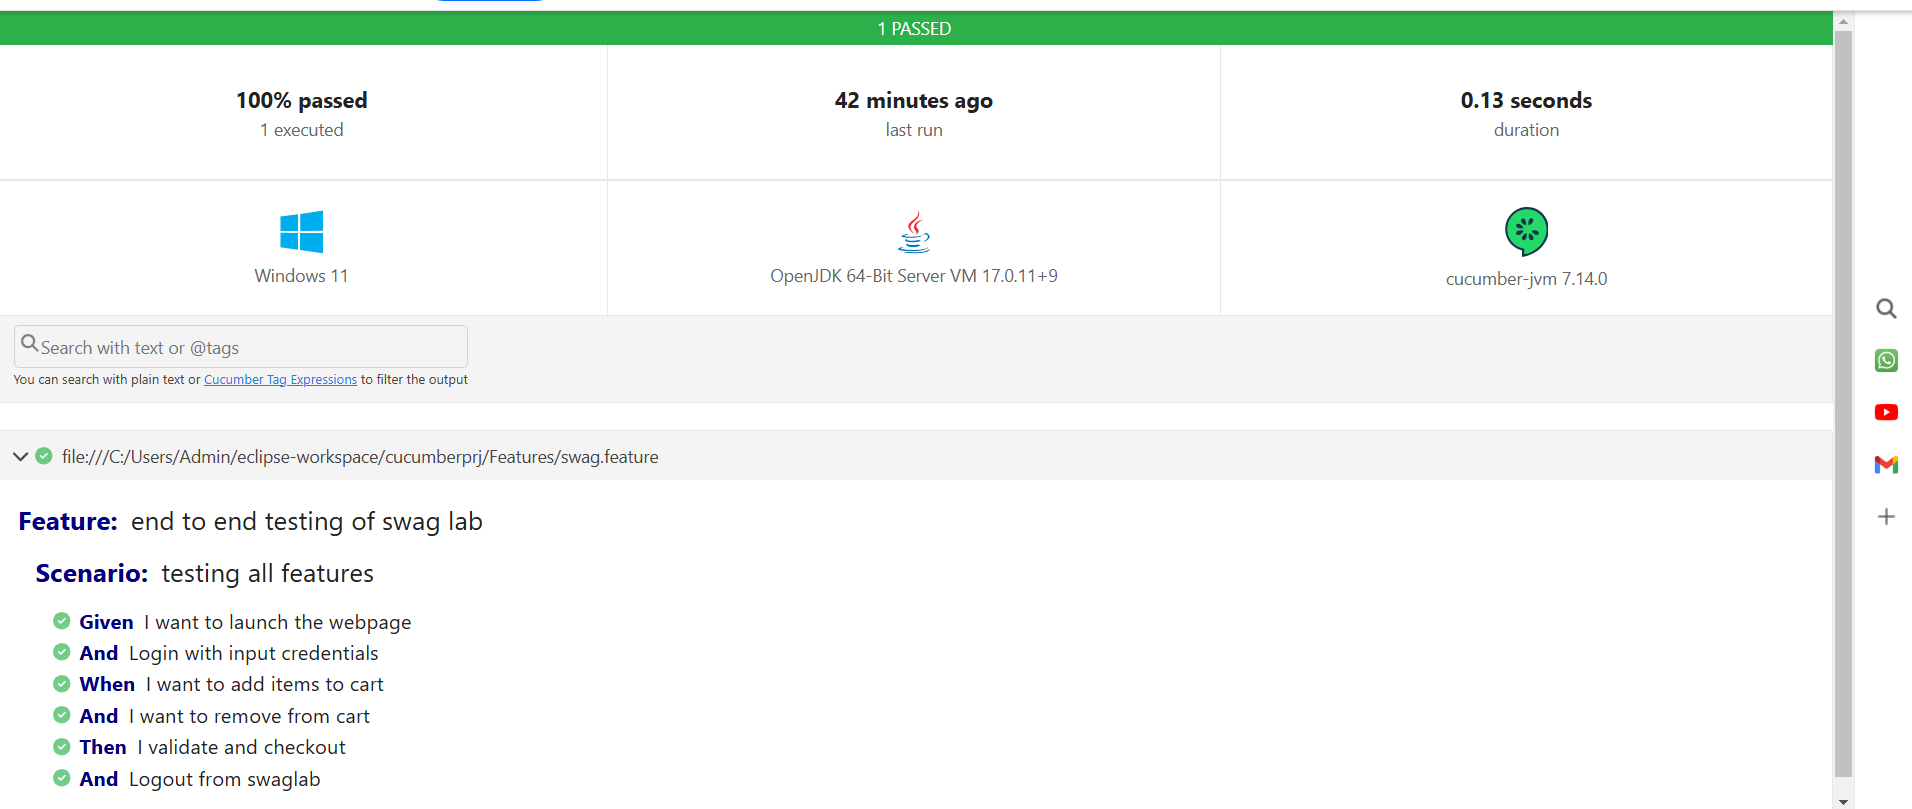 1 PASSED
100% passed
1 executed
42 minutes ago
last run
0.13 seconds
duration
Windows 11
OpenJDK 64-Bit Server VM 17.0.11+9
cucumber-jvm 7.14.0
Search with text or @tags
You can search with plain text or Cucumber Tag Expressions to filter the output
file:///C:/Users/Admin/eclipse-workspace/cucumberprj/Features/swag.feature
Feature: end to end testing of swag lab
Scenario: testing all features
Given I want to launch the webpage
And Login with input credentials
When I want to add items to cart
And I want to remove from cart
Then I validate and checkout
And Logout from swaglab